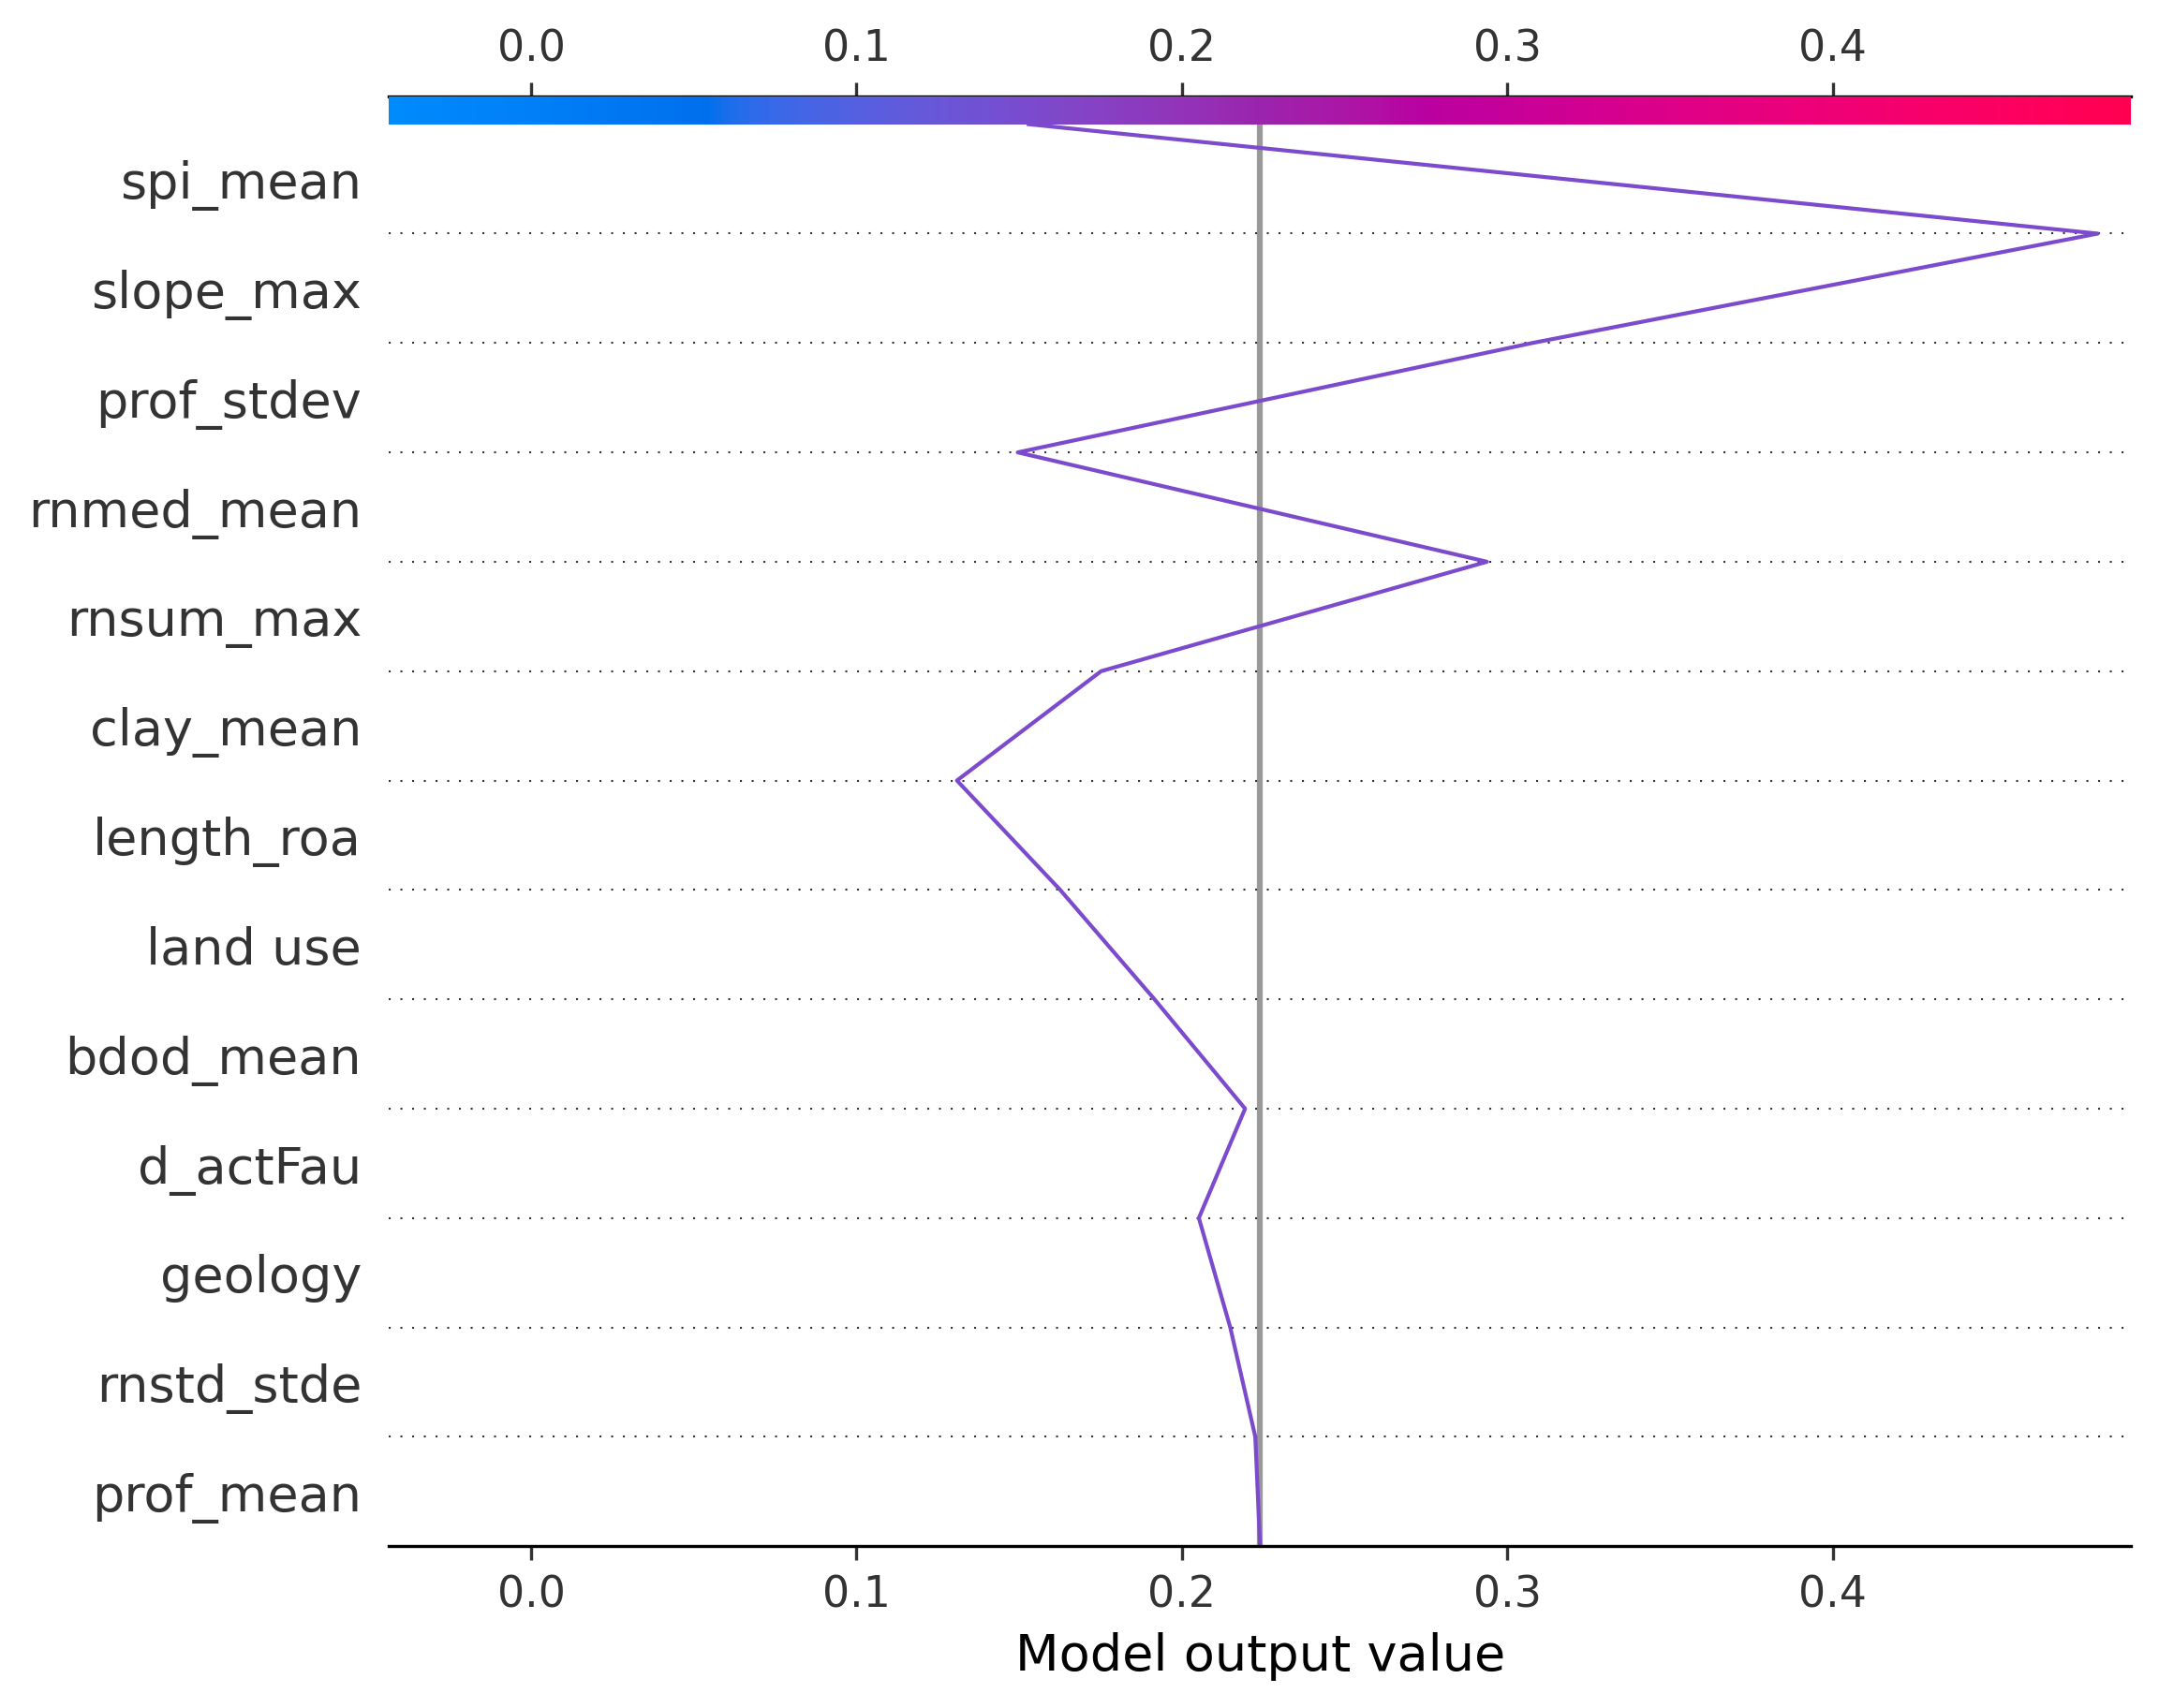 0.0 0.1 0.2 0.3 0.4
spi_mean
slope_max
prof_stdev
rnmed_mean
rnsum_max
clay_mean
length_roa
land use
bdod_mean
d_actFau
geology
rnstd_stde
prof_mean
0.0 0.1 0.2 0.3 0.4
Model output value